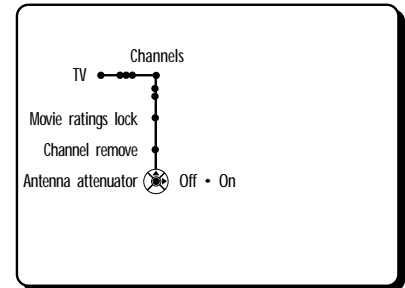 Channels
TV
Movie ratings lock
Channel remove
Antenna attenuator Off • On